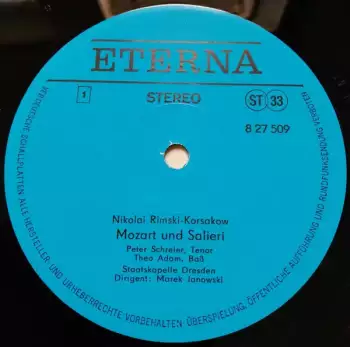 ETERNA
1
STEREO
ST 33
8 27 509
Nikolai Rimski-Korsakow
Mozart und Salieri
Peter Schreier, Tenor
Theo Adam, Baß
Staatskapelle Dresden
Dirigent: Marek Janowski
VEB DEUTSCHE SCHALLPLATTEN ALLE HERSTELLER- UND URHEBERRECHTE VORBEHALTEN ÜBERSPIELUNG, ÖFFENTLICHE AUFFÜHRUNG UND RUNDFUNKSENDUNG VERBOTEN